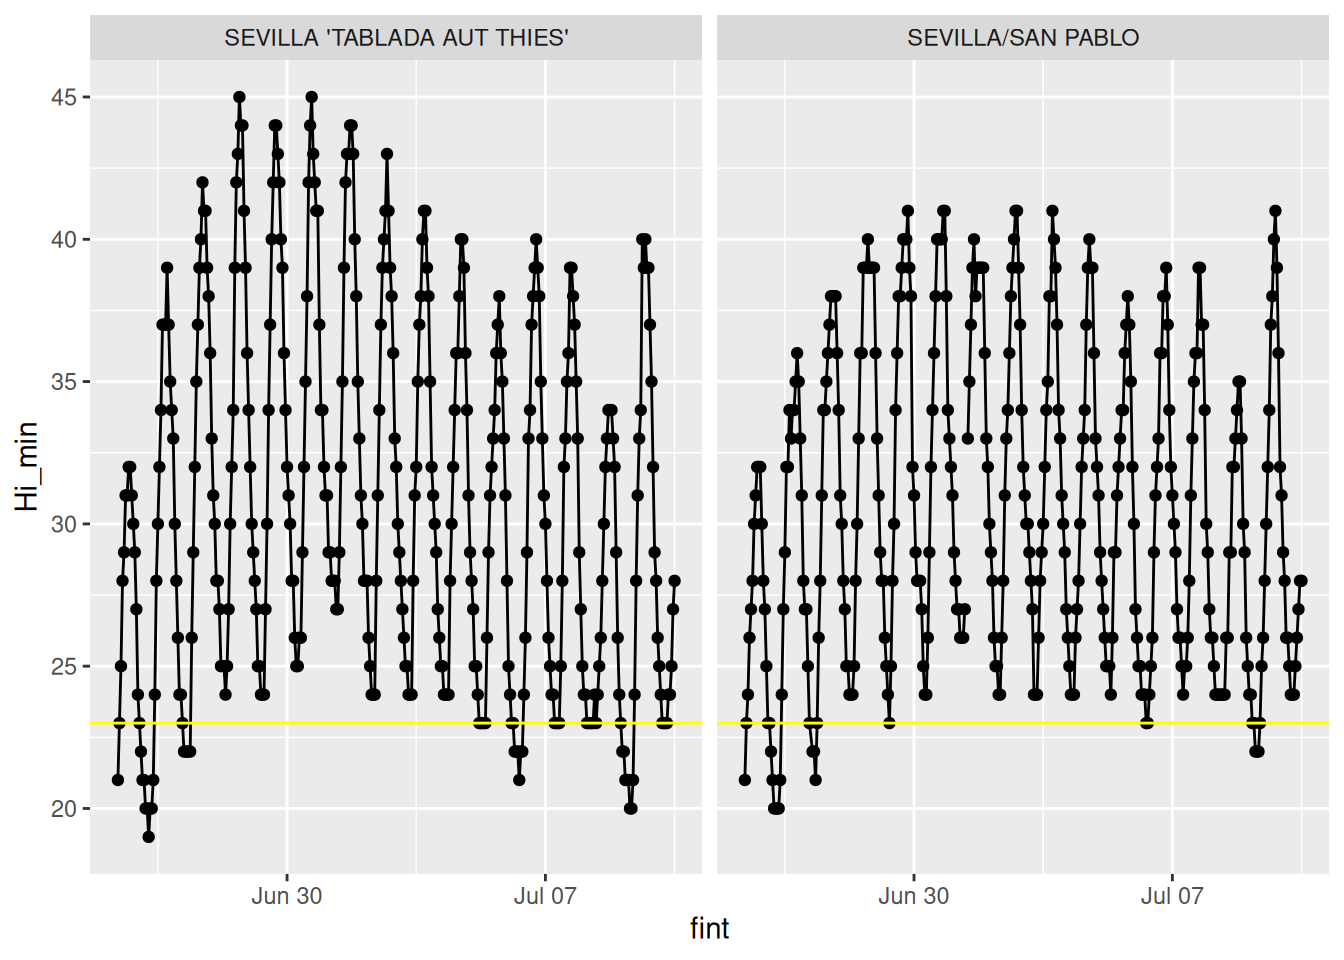 SEVILLA 'TABLADA AUT THIES'
SEVILLA/SAN PABLO
45
40
35
30
25
20
Hi_min
Jun 30
Jul 07
Jun 30
Jul 07
fint